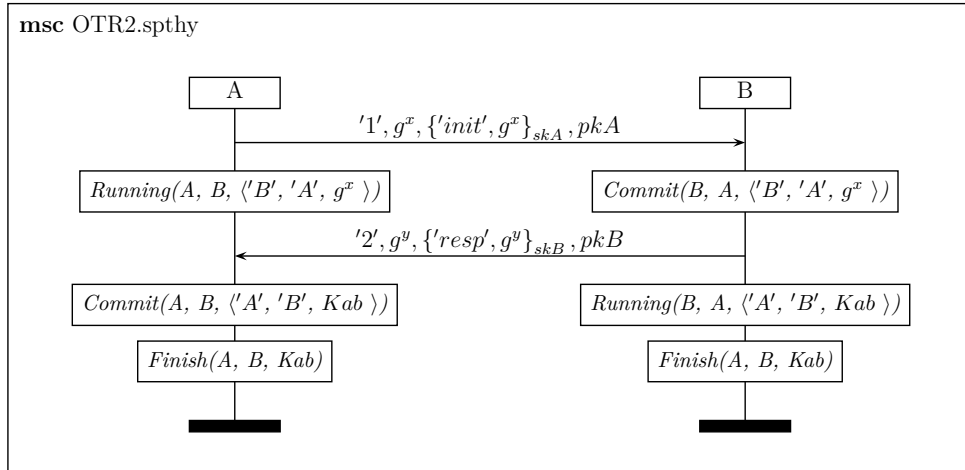 msc OTR2.spthy
A B
'1', g^x, {'init', g^x}_skA, pkA
Running(A, B, ⟨'B', 'A', g^x ⟩) Commit(B, A, ⟨'B', 'A', g^x ⟩)
'2', g^y, {'resp', g^y}_skB, pkB
Commit(A, B, ⟨'A', 'B', Kab ⟩) Running(B, A, ⟨'A', 'B', Kab ⟩)
Finish(A, B, Kab) Finish(A, B, Kab)